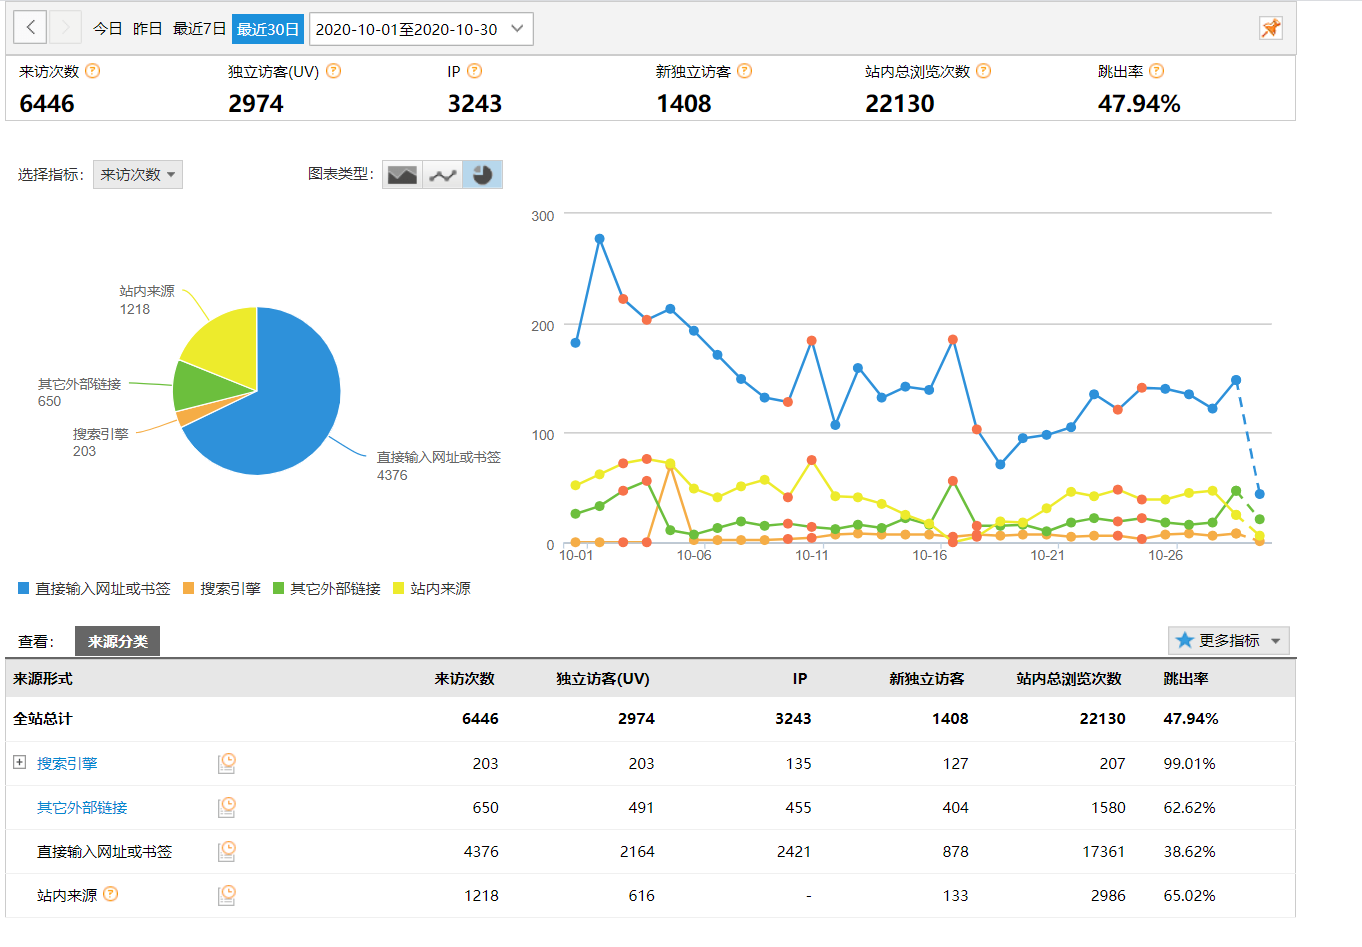 今日 昨日 最近7日 最近30日 2020-10-01至2020-10-30
来访次数 独立访客(UV) IP 新独立访客 站内总浏览次数 跳出率
6446 2974 3243 1408 22130 47.94%
选择指标: 来访次数 图表类型:
站内来源
1218
其它外部链接
650
搜索引擎
203
直接输入网址或书签
4376
300
200
100
0
10-01 10-06 10-11 10-16 10-21 10-26
直接输入网址或书签 搜索引擎 其它外部链接 站内来源
查看: 来源分类 更多指标
来源形式 来访次数 独立访客(UV) IP 新独立访客 站内总浏览次数 跳出率
全站总计 6446 2974 3243 1408 22130 47.94%
搜索引擎 203 203 135 127 207 99.01%
其它外部链接 650 491 455 404 1580 62.62%
直接输入网址或书签 4376 2164 2421 878 17361 38.62%
站内来源 1218 616 - 133 2986 65.02%